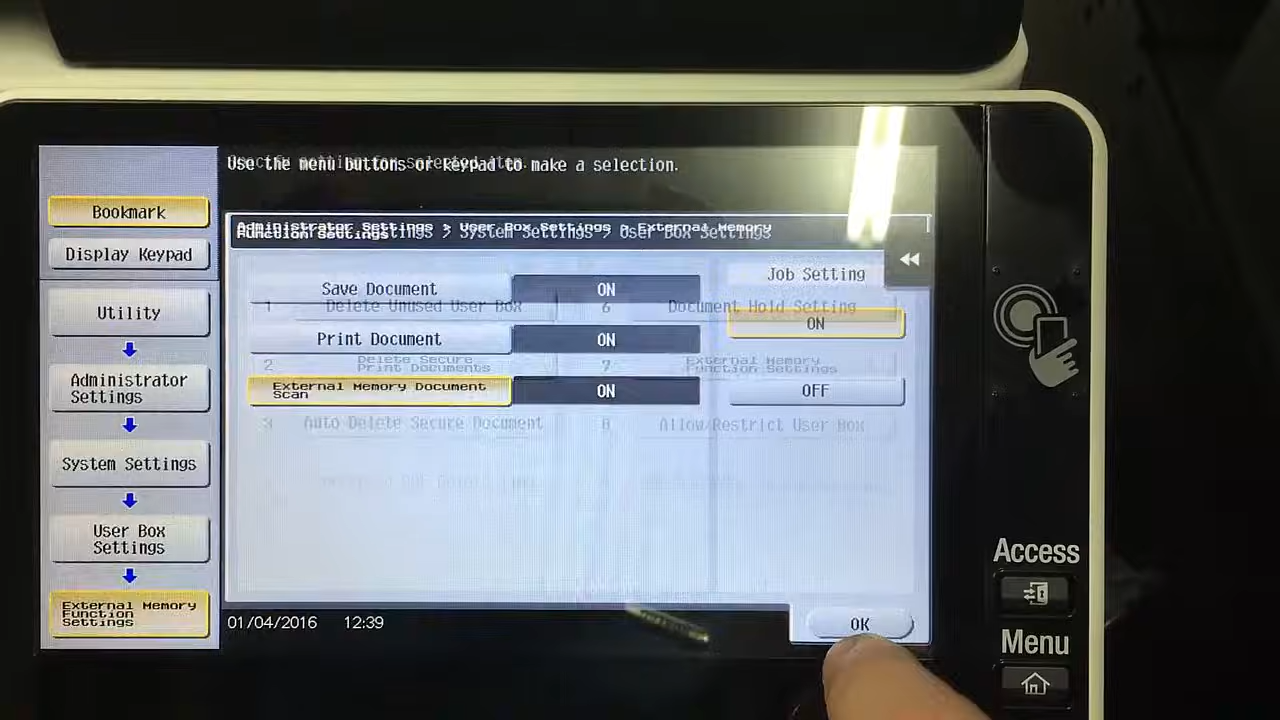 Use the menu buttons or keypad to make a selection.
Bookmark
Display Keypad
Utility
Administrator
Settings
System Settings
User Box
Settings
External Memory
Function
Settings
Administrator Settings > User Box Settings > External Memory
Function Settings
System Settings > User Box Settings
Job Setting
Save Document ON
Print Document ON
External Memory Document
Scan
ON
ON
OFF
1 Delete Unused User Box
6 Document Hold Setting
2 Delete Secure
Print Documents
7 External Memory
Function Settings
3 Auto Delete Secure Document
8 Allow/Restrict User Box
01/04/2016 12:39
OK
Access
Menu